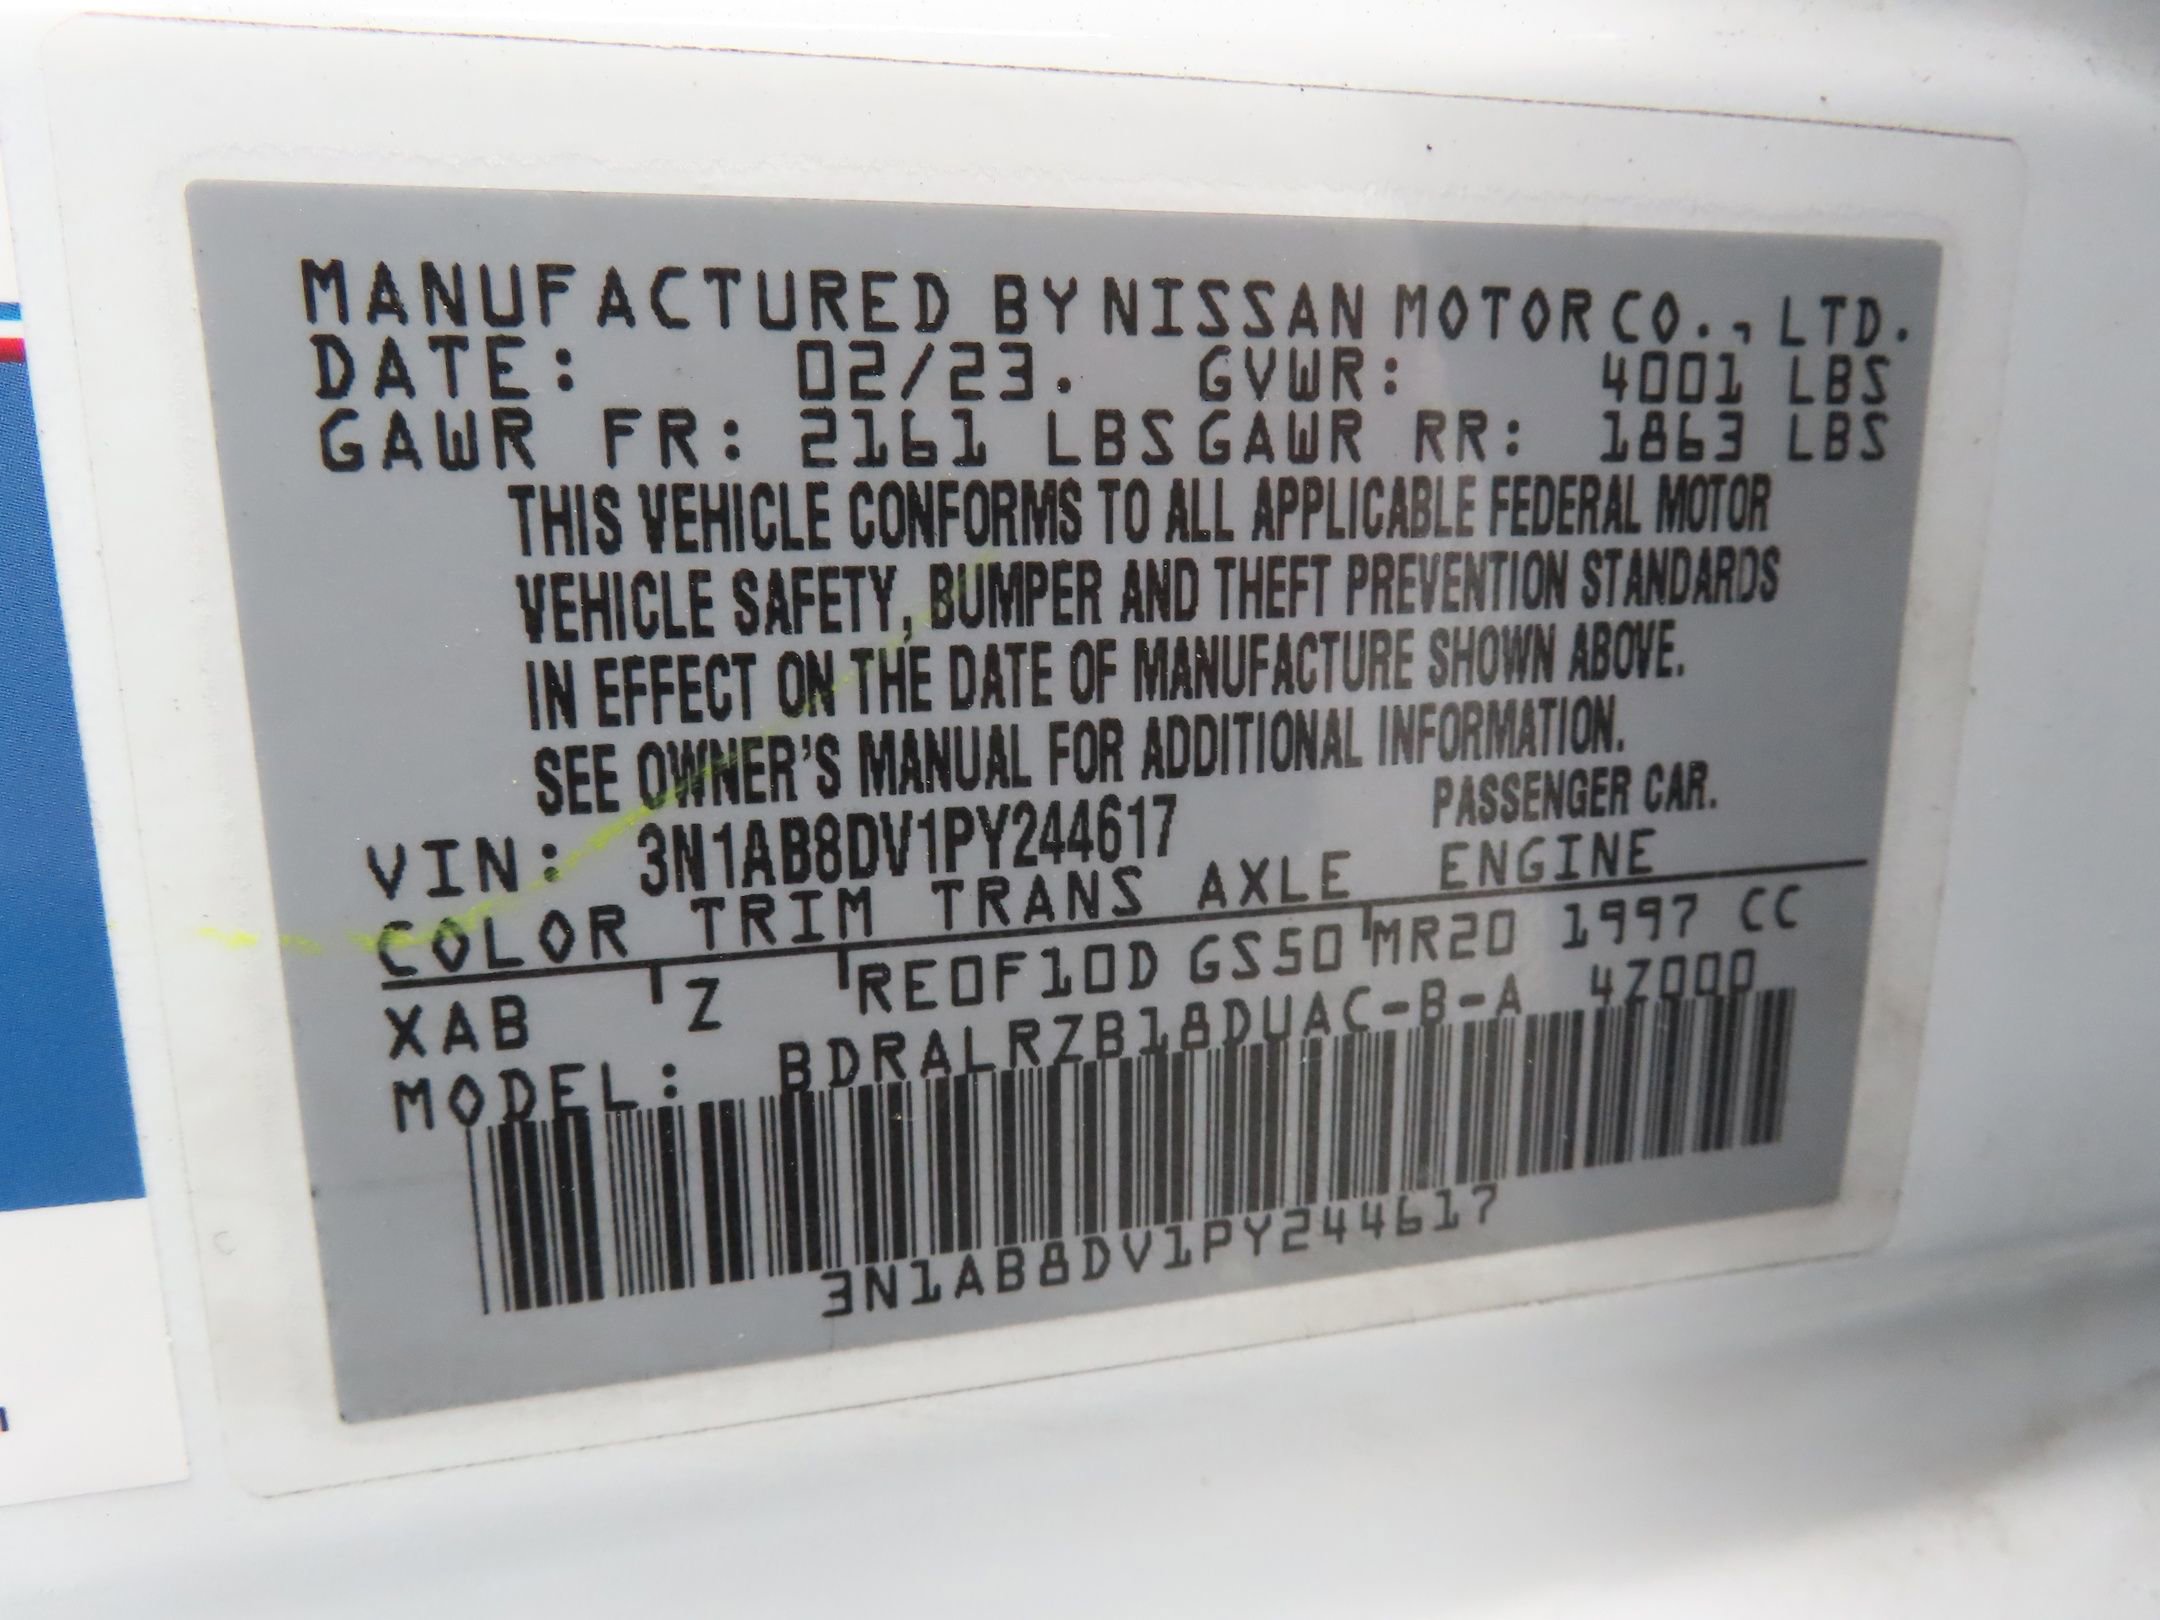 MANUFACTURED BY NISSAN MOTOR CO., LTD.
DATE: 02/23. GVWR: 4001 LBS
GAWR FR: 2161 LBS GAWR RR: 1863 LBS
THIS VEHICLE CONFORMS TO ALL APPLICABLE FEDERAL MOTOR
VEHICLE SAFETY, BUMPER AND THEFT PREVENTION STANDARDS
IN EFFECT ON THE DATE OF MANUFACTURE SHOWN ABOVE.
SEE OWNER'S MANUAL FOR ADDITIONAL INFORMATION.
VIN: 3N1AB8DV1PY244617 PASSENGER CAR.
COLOR TRIM TRANS AXLE ENGINE
XAB Z RE0F10D GS50 MR20 1997 CC
MODEL: BDRALRZB18DUAC-B-A 4Z000
3N1AB8DV1PY244617